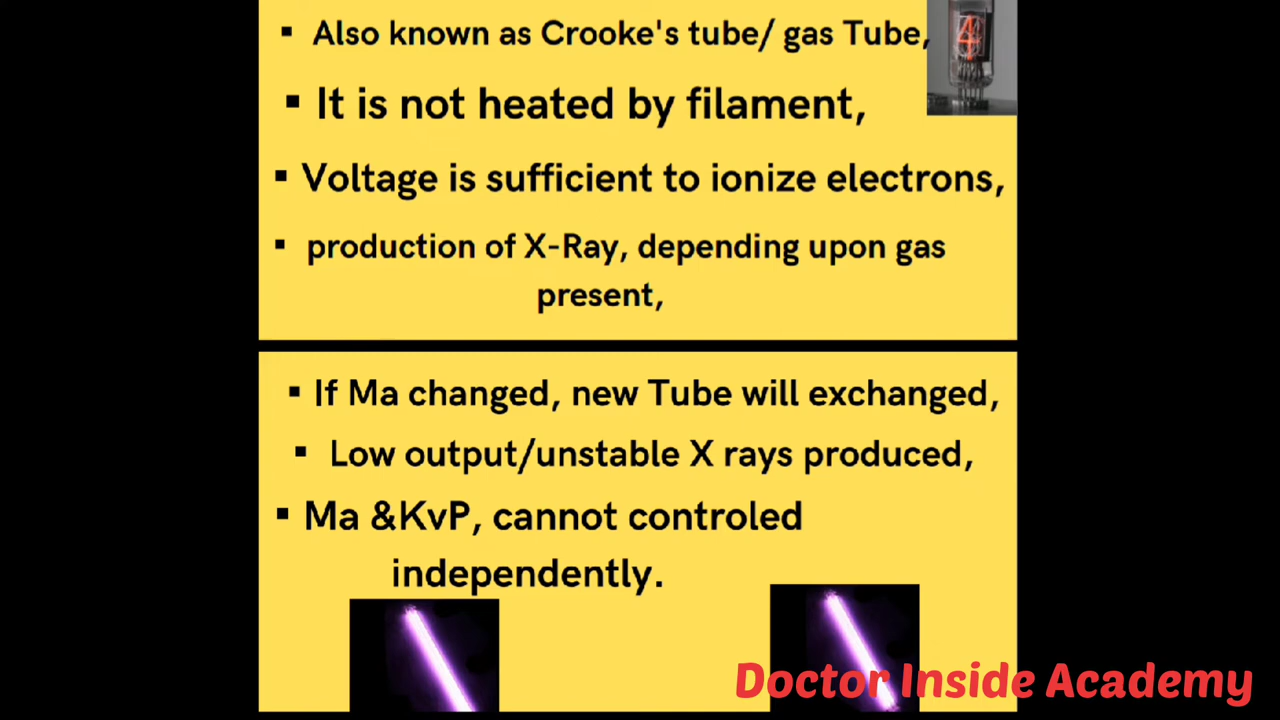 ▪ Also known as Crooke's tube/ gas Tube,
▪ It is not heated by filament,
▪ Voltage is sufficient to ionize electrons,
▪ production of X-Ray, depending upon gas
present,
▪ If Ma changed, new Tube will exchanged,
▪ Low output/unstable X rays produced,
▪ Ma &KvP, cannot controled
independently.
Doctor Inside Academy